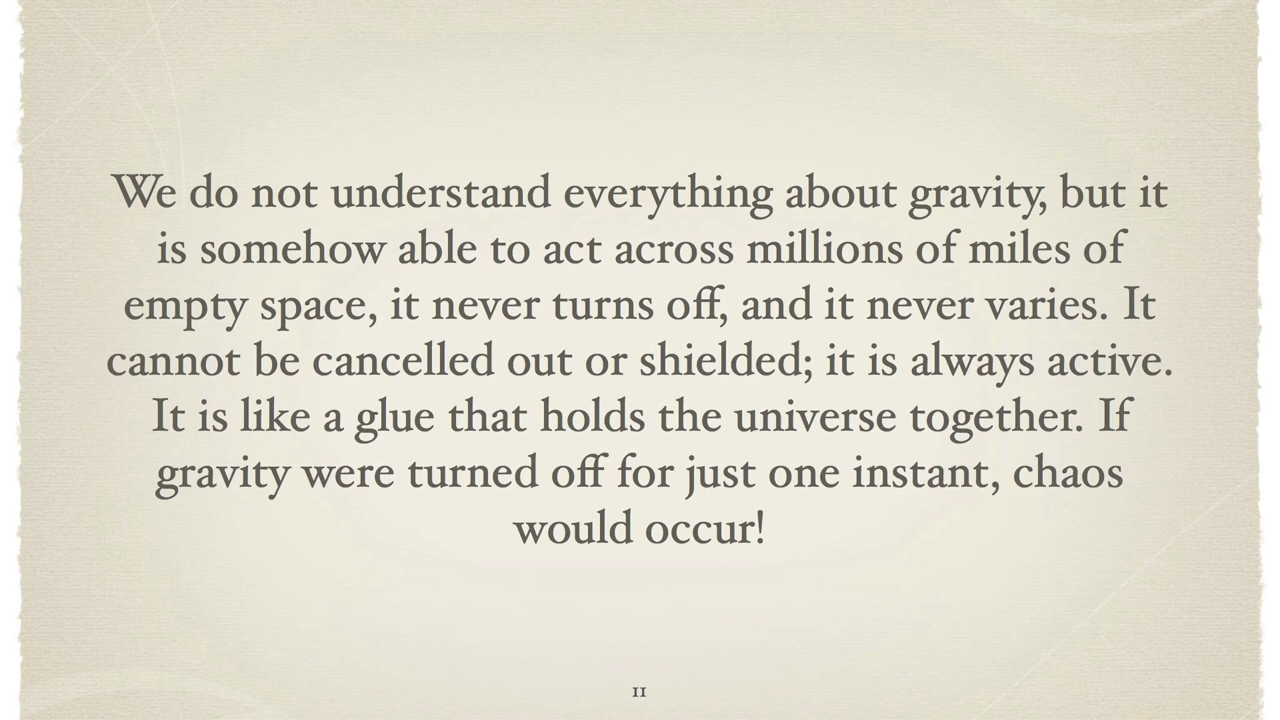 We do not understand everything about gravity, but it
is somehow able to act across millions of miles of
empty space, it never turns off, and it never varies. It
cannot be cancelled out or shielded; it is always active.
It is like a glue that holds the universe together. If
gravity were turned off for just one instant, chaos
would occur!
11